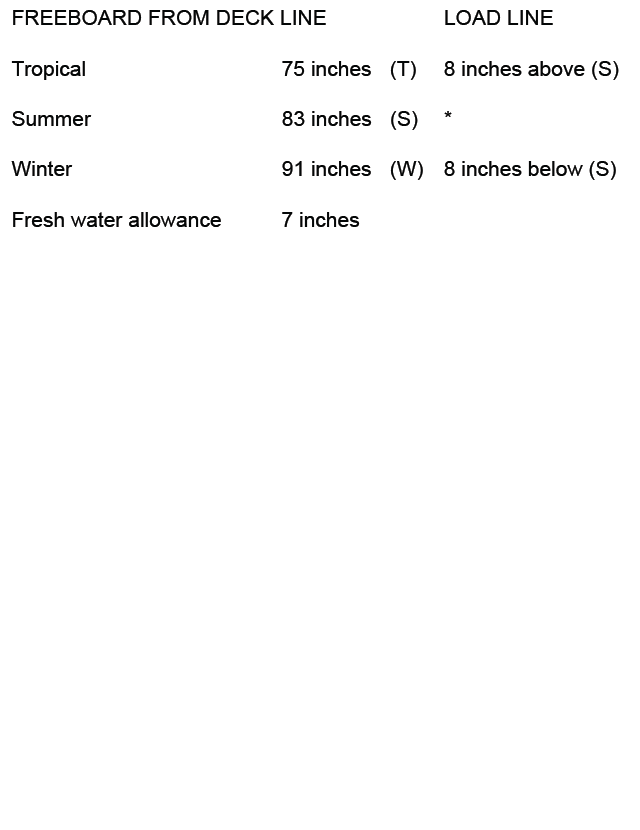 FREEBOARD FROM DECK LINE LOAD LINE
Tropical 75 inches (T) 8 inches above (S)
Summer 83 inches (S) *
Winter 91 inches (W) 8 inches below (S)
Fresh water allowance 7 inches